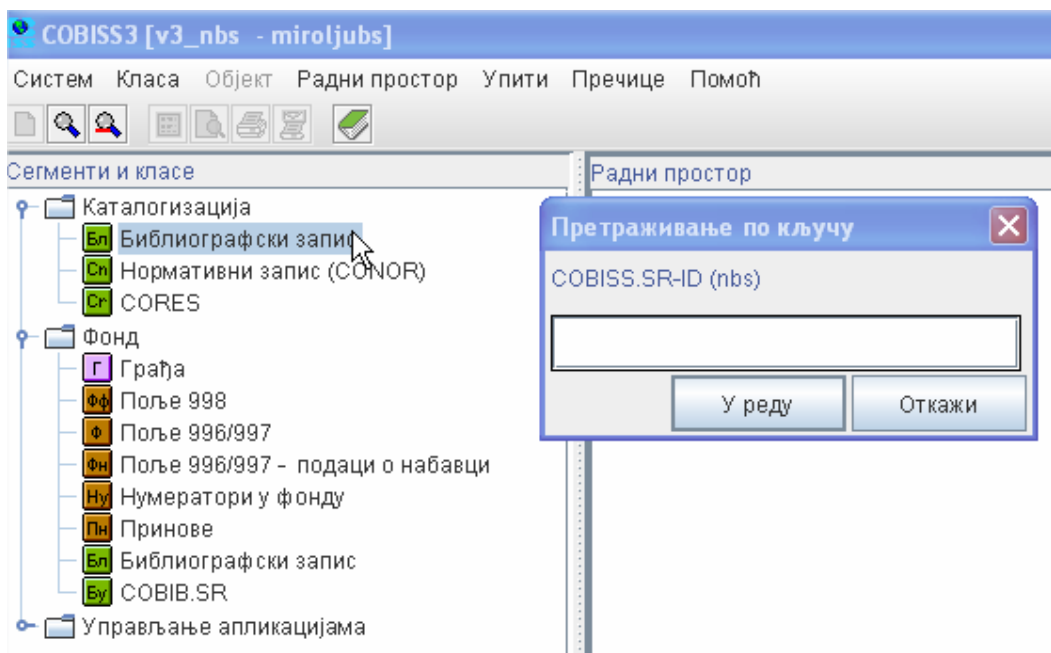 COBISS3 [v3_nbs - miroljubs]
Систем Класа Објект Радни простор Упити Пречице Помоћ
Сегменти и класе
Каталогизација
Бл Библиографски запис
Cn Нормативни запис (CONOR)
Cr CORES
Фонд
Г Грађа
Фф Поље 998
Ф Поље 996/997
Фн Поље 996/997 - подаци о набавци
Ну Нумератори у фонду
Пн Принове
Бл Библиографски запис
Бу COBIB.SR
Управљање апликацијама
Радни простор
Претраживање по кључу
COBISS.SR-ID (nbs)
У реду Откажи